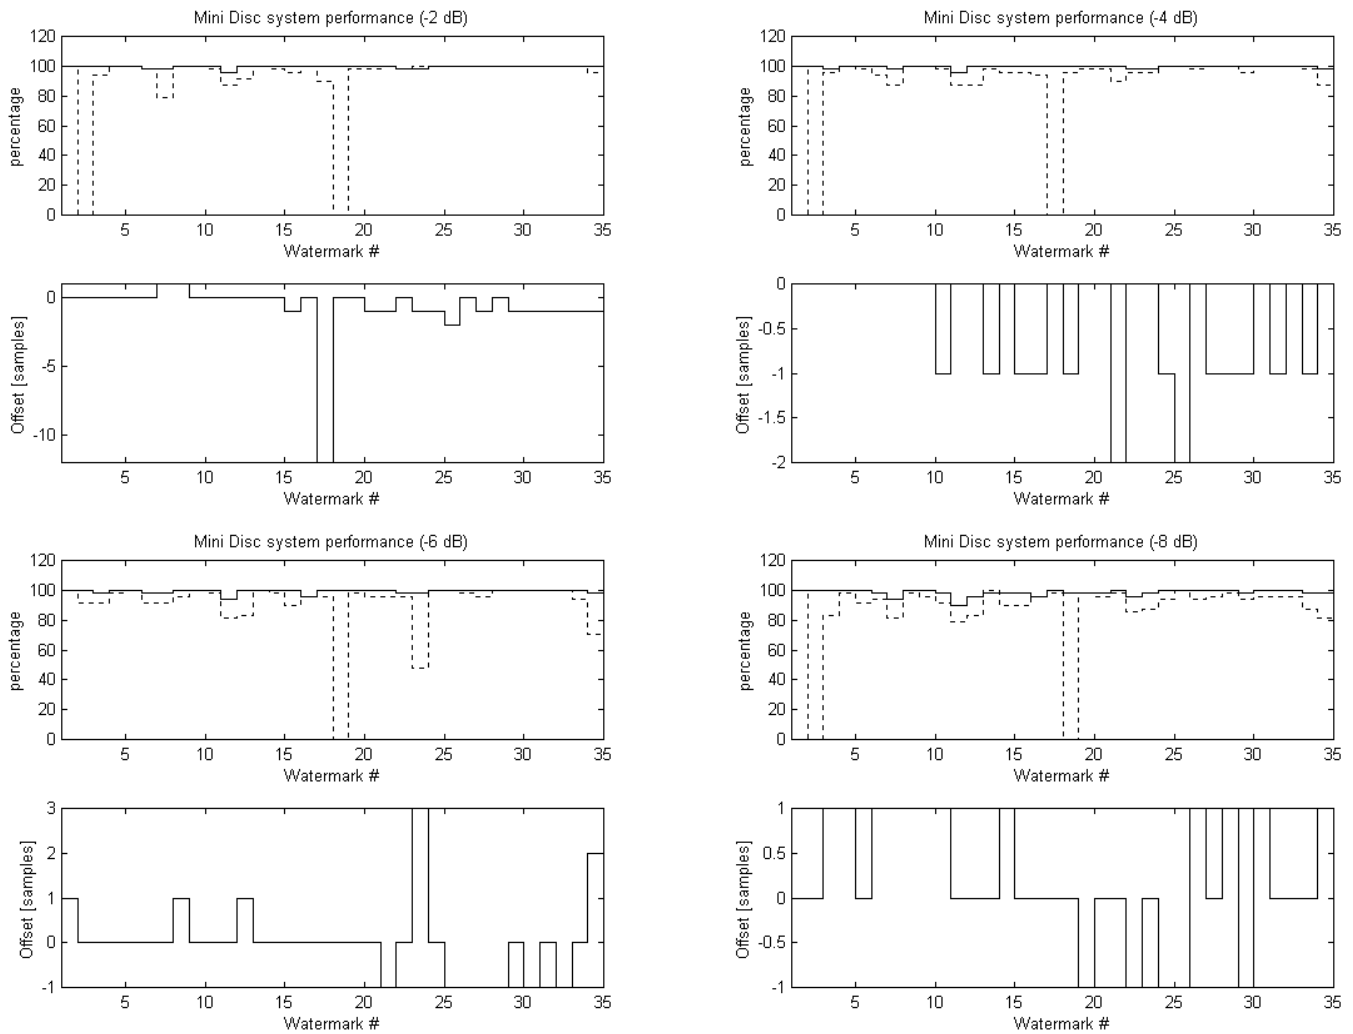 Mini Disc system performance (-2 dB)
120
100
80
60
40
20
0
percentage
5 10 15 20 25 30 35
Watermark #
0
-5
-10
Offset [samples]
5 10 15 20 25 30 35
Watermark #
Mini Disc system performance (-4 dB)
120
100
80
60
40
20
0
percentage
5 10 15 20 25 30 35
Watermark #
0
-0.5
-1
-1.5
-2
Offset [samples]
5 10 15 20 25 30 35
Watermark #
Mini Disc system performance (-6 dB)
120
100
80
60
40
20
0
percentage
5 10 15 20 25 30 35
Watermark #
3
2
1
0
-1
Offset [samples]
5 10 15 20 25 30 35
Watermark #
Mini Disc system performance (-8 dB)
120
100
80
60
40
20
0
percentage
5 10 15 20 25 30 35
Watermark #
1
0.5
0
-0.5
-1
Offset [samples]
5 10 15 20 25 30 35
Watermark #